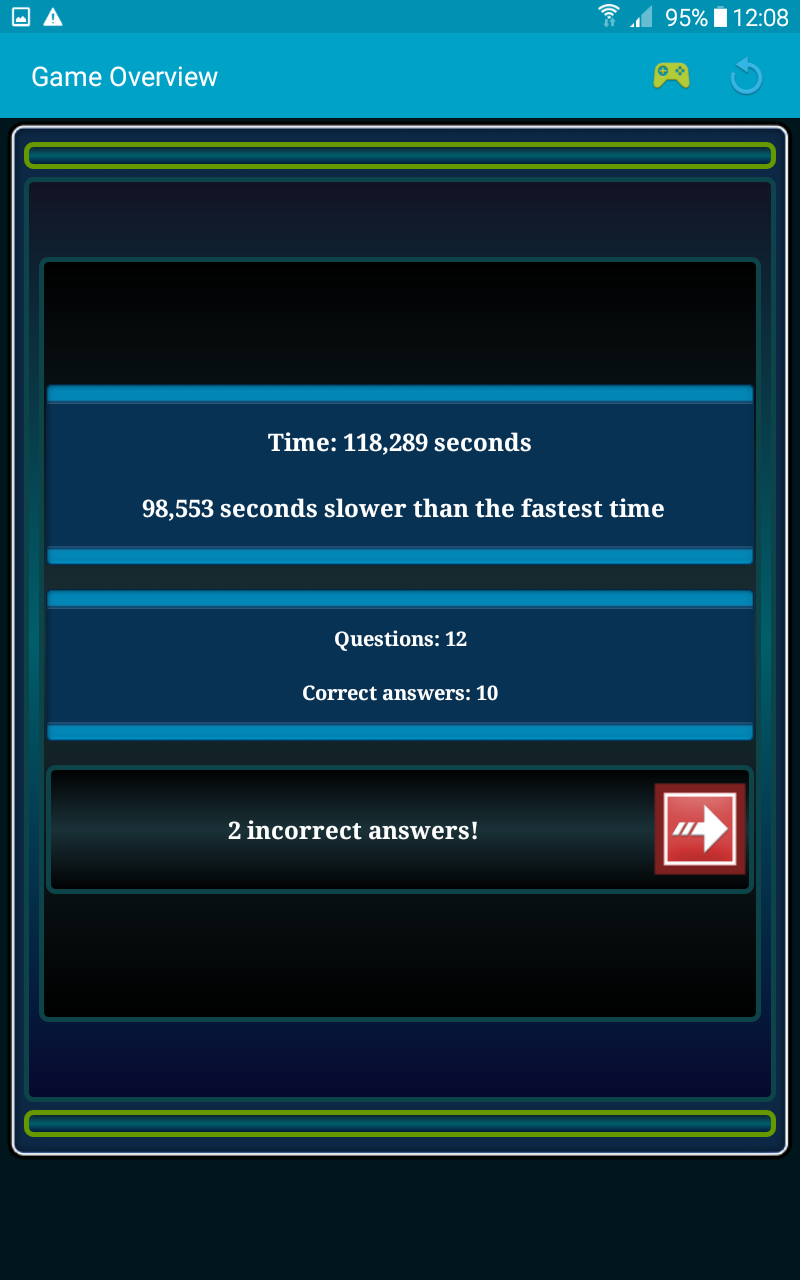 95% 12:08
Game Overview
Time: 118,289 seconds
98,553 seconds slower than the fastest time
Questions: 12
Correct answers: 10
2 incorrect answers!